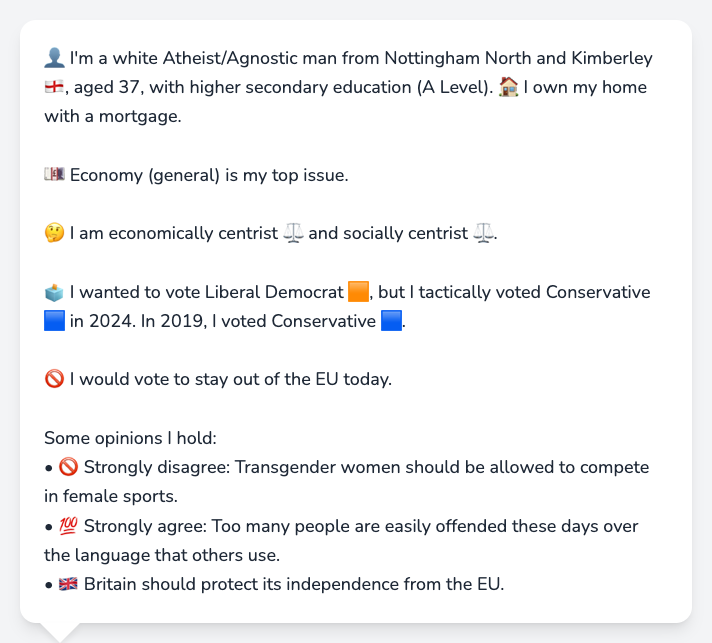 👤 I'm a white Atheist/Agnostic man from Nottingham North and Kimberley
🏴󠁧󠁢󠁥󠁮󠁧󠁿, aged 37, with higher secondary education (A Level). 🏠 I own my home
with a mortgage.
💷 Economy (general) is my top issue.
🤔 I am economically centrist ⚖️ and socially centrist ⚖️.
🗳️ I wanted to vote Liberal Democrat 🟧, but I tactically voted Conservative
🟦 in 2024. In 2019, I voted Conservative 🟦.
🚫 I would vote to stay out of the EU today.
Some opinions I hold:
• 🚫 Strongly disagree: Transgender women should be allowed to compete
in female sports.
• 💯 Strongly agree: Too many people are easily offended these days over
the language that others use.
• 🇬🇧 Britain should protect its independence from the EU.